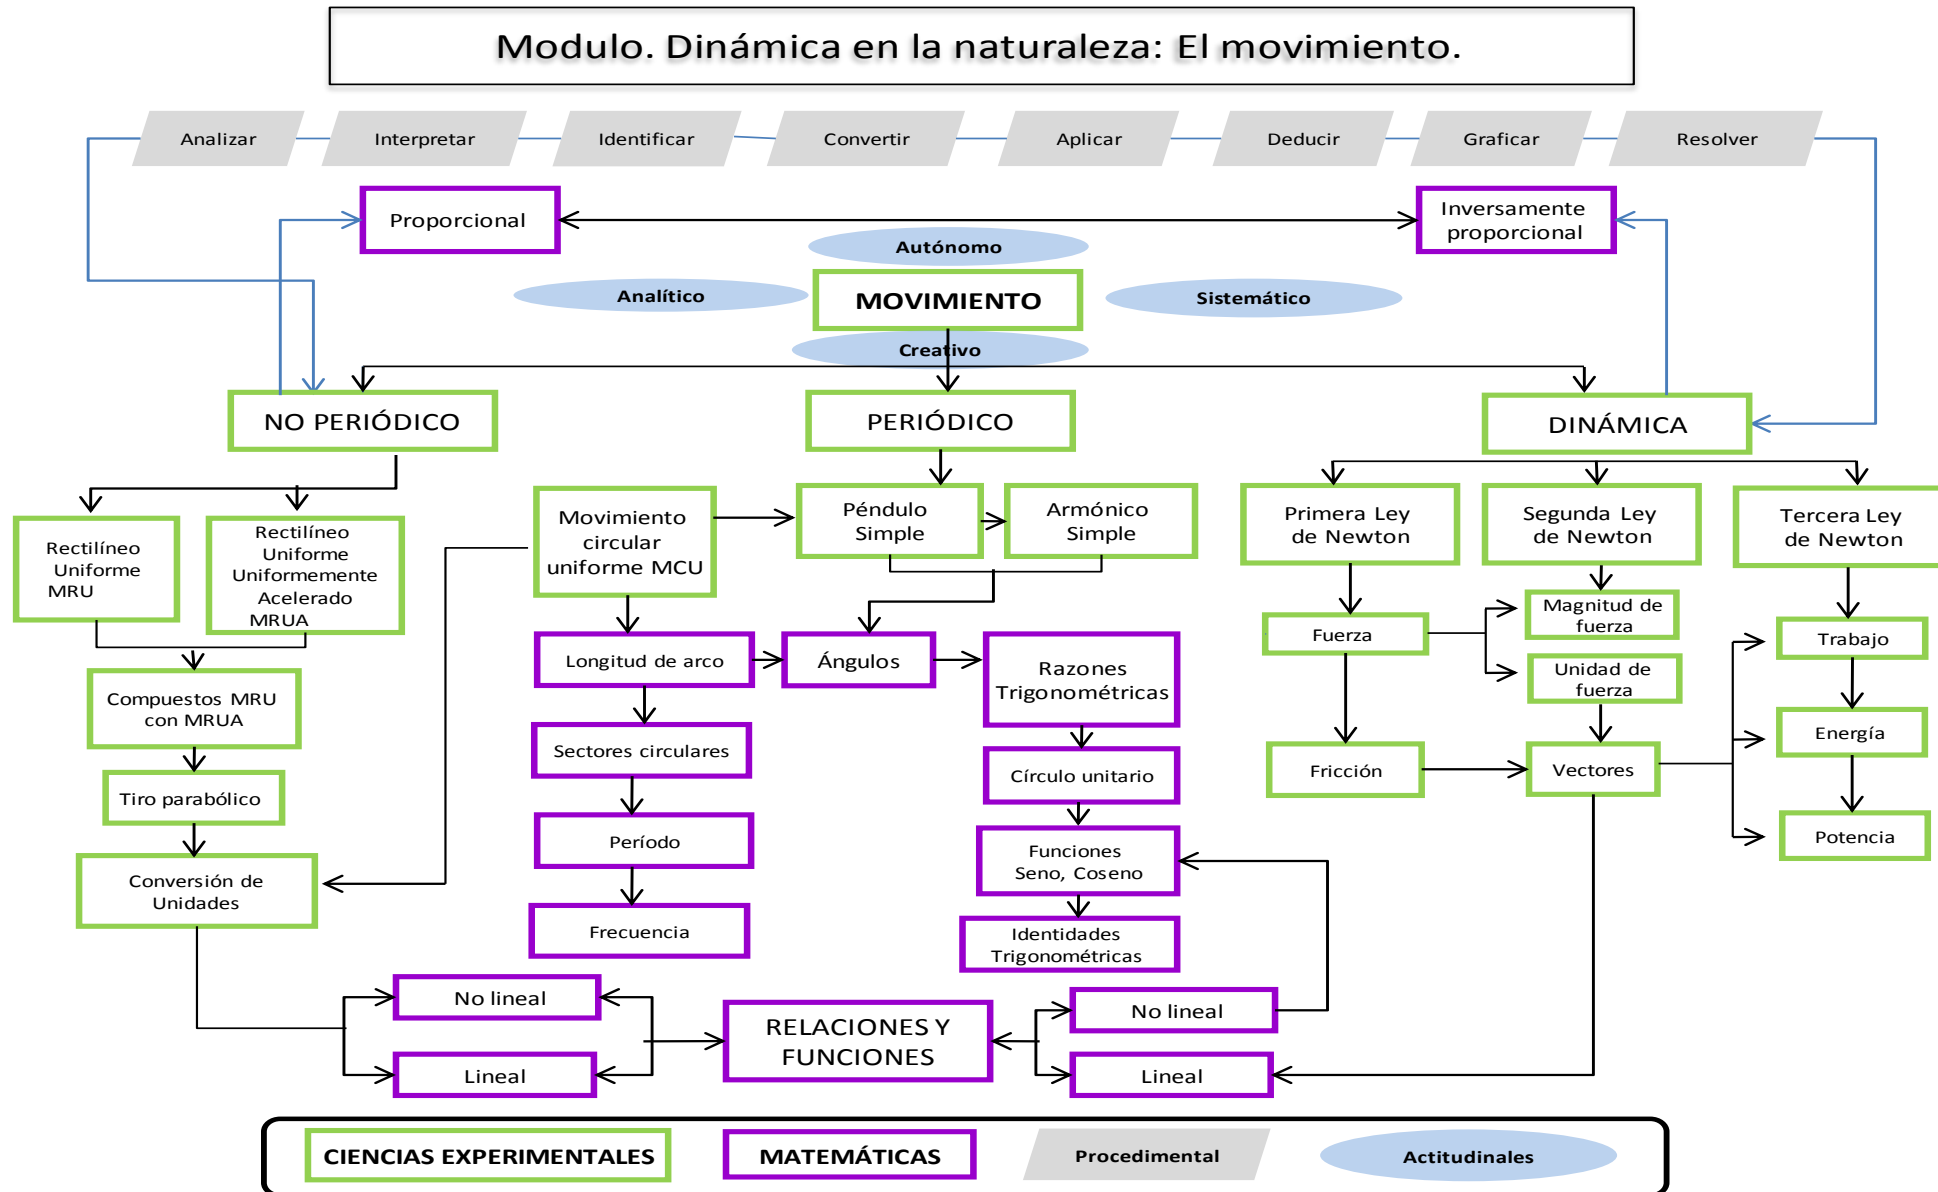 Modulo. Dinámica en la naturaleza: El movimiento.
Analizar
Interpretar
Identificar
Convertir
Aplicar
Deducir
Graficar
Resolver
Proporcional
Inversamente
proporcional
Autónomo
Analítico
MOVIMIENTO
Sistemático
Creativo
NO PERIÓDICO
PERIÓDICO
DINÁMICA
Rectilíneo
Uniforme
MRU
Rectilíneo
Uniforme
Uniformemente
Acelerado
MRUA
Movimiento
circular
uniforme MCU
Péndulo
Simple
Armónico
Simple
Primera Ley
de Newton
Segunda Ley
de Newton
Tercera Ley
de Newton
Magnitud de
fuerza
Fuerza
Trabajo
Unidad de
fuerza
Longitud de arco
Ángulos
Razones
Trigonométricas
Compuestos MRU
con MRUA
Sectores circulares
Círculo unitario
Fricción
Vectores
Energía
Tiro parabólico
Período
Funciones
Seno, Coseno
Potencia
Conversión de
Unidades
Frecuencia
Identidades
Trigonométricas
No lineal
Lineal
RELACIONES Y
FUNCIONES
No lineal
Lineal
CIENCIAS EXPERIMENTALES
MATEMÁTICAS
Procedimental
Actitudinales